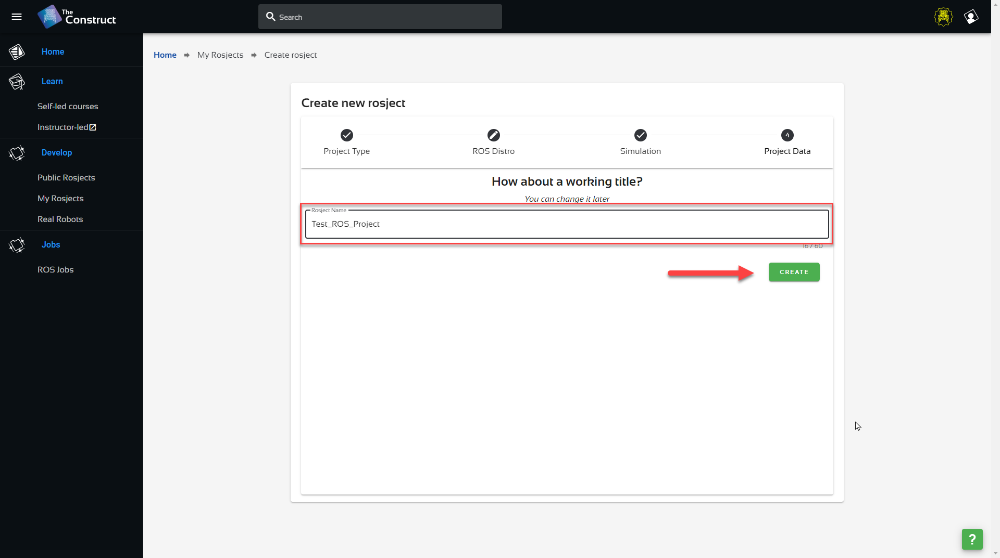 The
Construct
Search
Home
Learn
Self-led courses
Instructor-led
Develop
Public Rosjects
My Rosjects
Real Robots
Jobs
ROS Jobs
Home My Rosjects Create rosject
Create new rosject
4
Project Type ROS Distro Simulation Project Data
How about a working title?
You can change it later
Rosject Name
Test_ROS_Project
16 / 60
CREATE
?